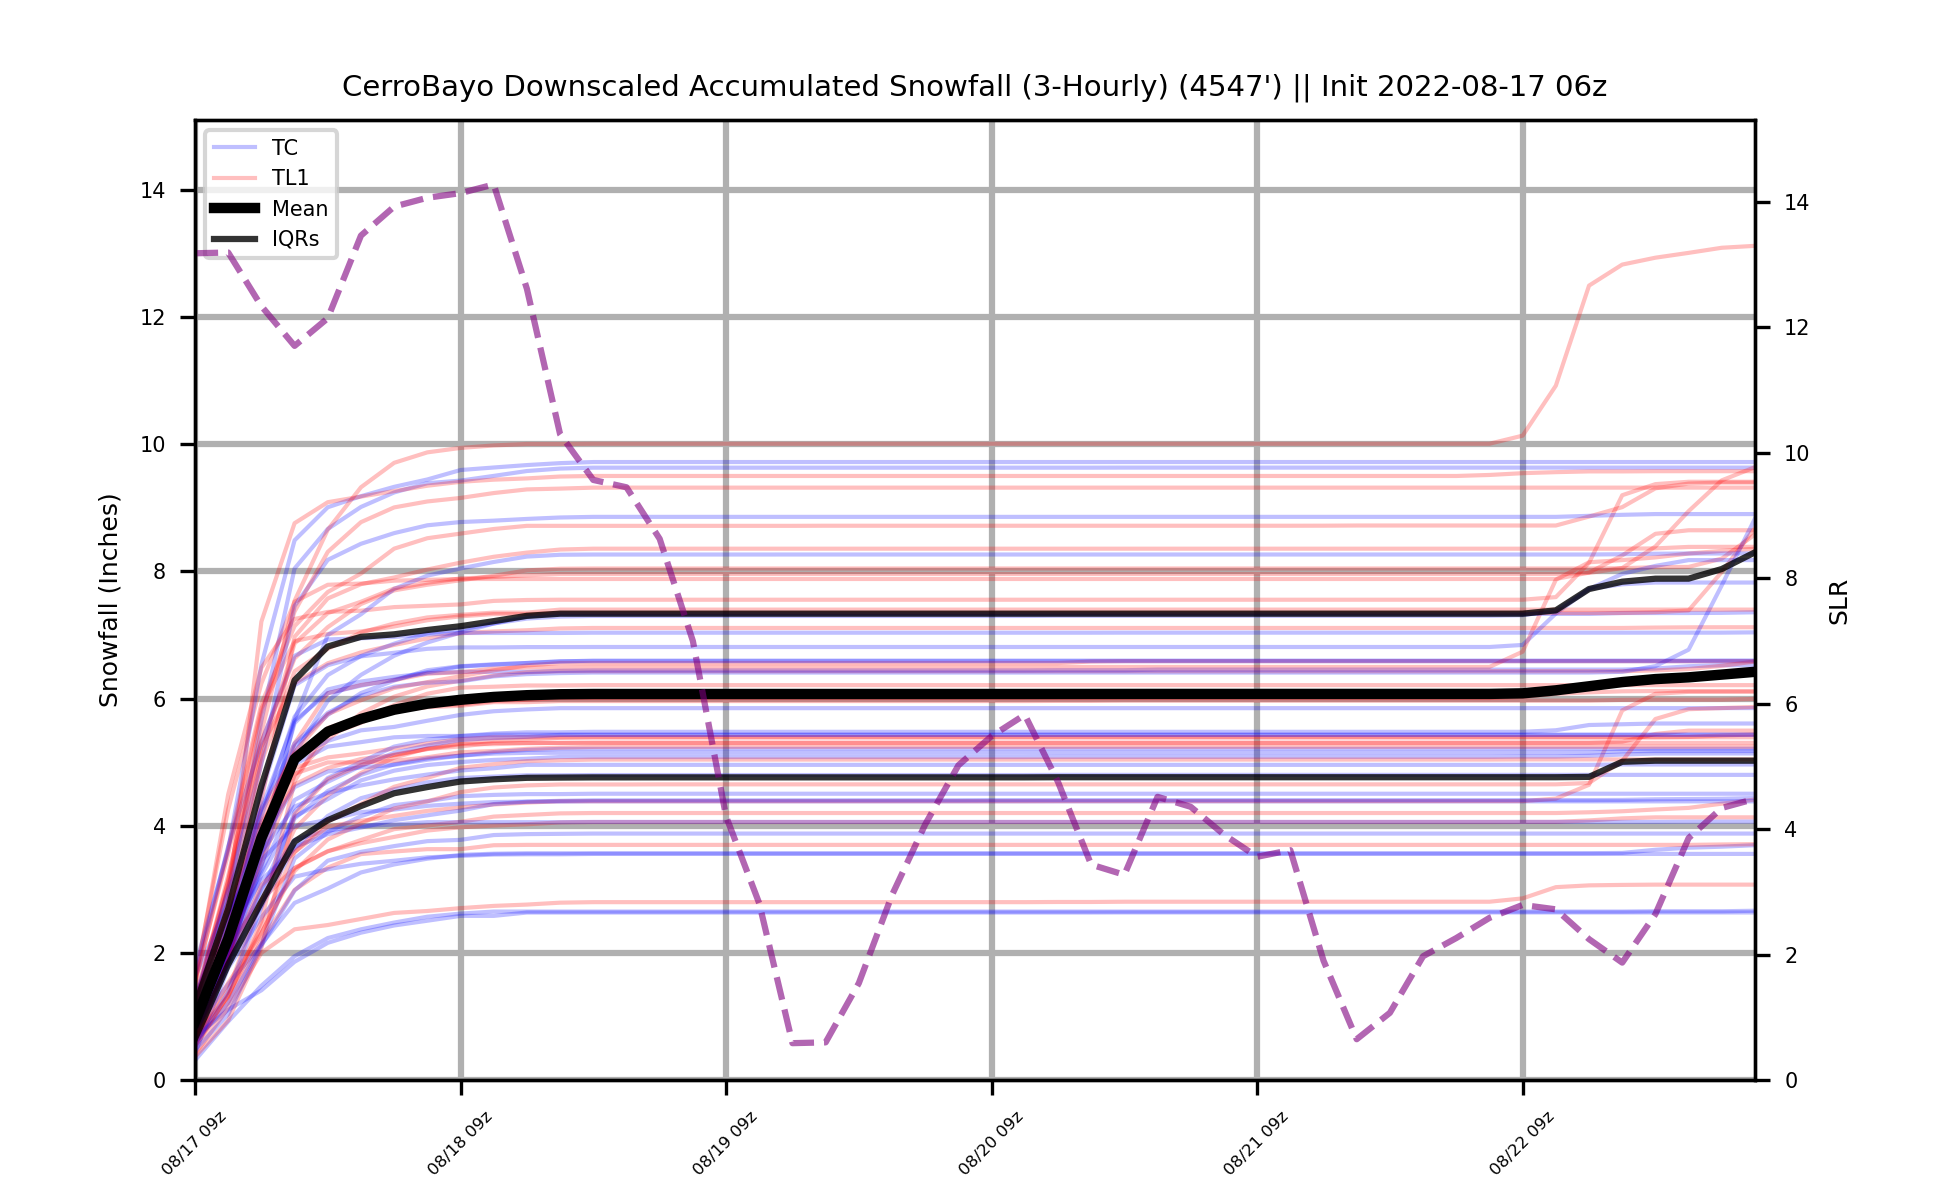 CerroBayo Downscaled Accumulated Snowfall (3-Hourly) (4547') || Init 2022-08-17 06z
TC
TL1
Mean
IQRs
Snowfall (Inches)
14
12
10
8
6
4
2
0
14
12
10
8
6
4
2
0
SLR
08/17 09z
08/18 09z
08/19 09z
08/20 09z
08/21 09z
08/22 09z